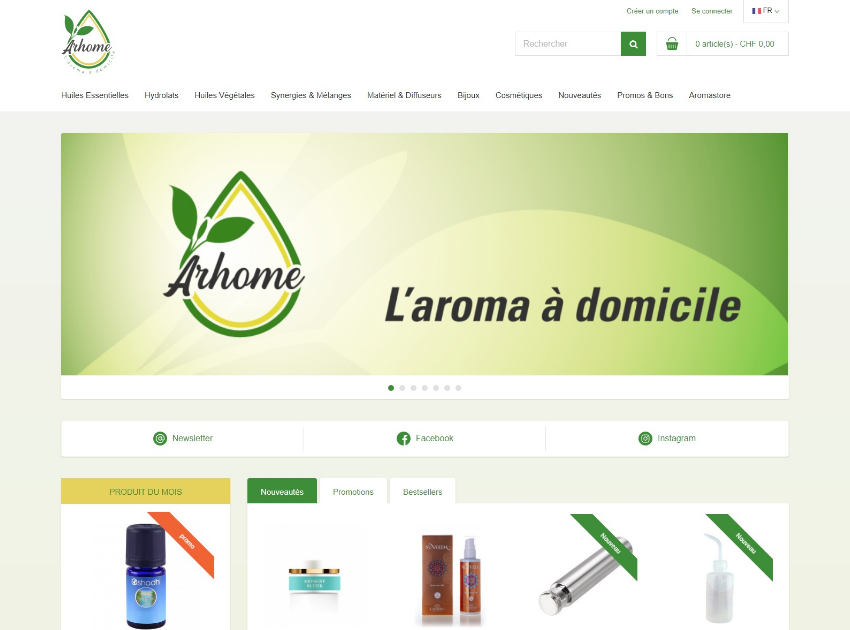 Créer un compte Se connecter FR
Arhome
Rechercher 0 article(s) - CHF 0,00
Huiles Essentielles Hydrolats Huiles Végétales Synergies & Mélanges Matériel & Diffuseurs Bijoux Cosmétiques Nouveautés Promos & Bons Aromastore
Arhome
L'aroma à domicile
Newsletter Facebook Instagram
PRODUIT DU MOIS Nouveautés Promotions Bestsellers
promo
Nouveau
Nouveau